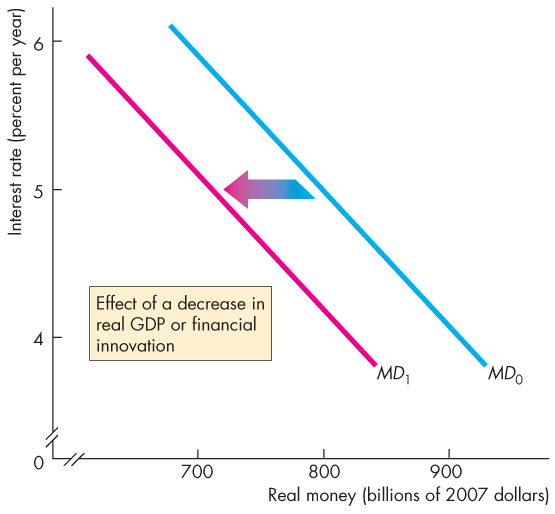 Interest rate (percent per year)
6
5
4
0
Effect of a decrease in
real GDP or financial
innovation
MD1
MD0
700
800
900
Real money (billions of 2007 dollars)